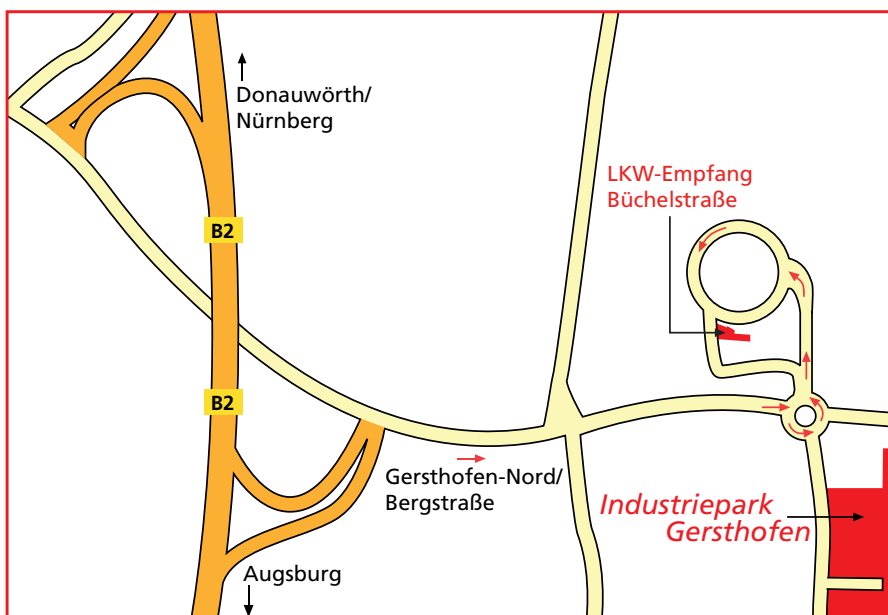 Donauwörth/
Nürnberg
LKW-Empfang
Büchelstraße
B2
B2
Gersthofen-Nord/
Bergstraße
Industriepark
Gersthofen
Augsburg